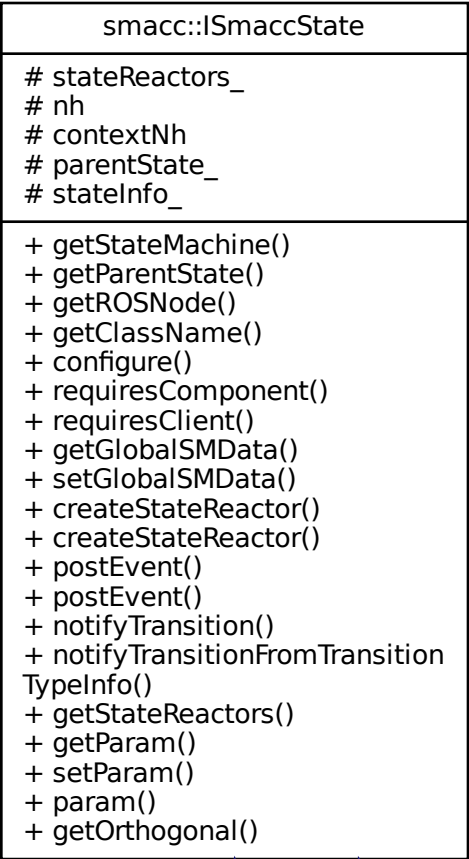 smacc::ISmaccState
# stateReactors_
# nh
# contextNh
# parentState_
# stateInfo_
+ getStateMachine()
+ getParentState()
+ getROSNode()
+ getClassName()
+ configure()
+ requiresComponent()
+ requiresClient()
+ getGlobalSMData()
+ setGlobalSMData()
+ createStateReactor()
+ createStateReactor()
+ postEvent()
+ postEvent()
+ notifyTransition()
+ notifyTransitionFromTransition
TypeInfo()
+ getStateReactors()
+ getParam()
+ setParam()
+ param()
+ getOrthogonal()